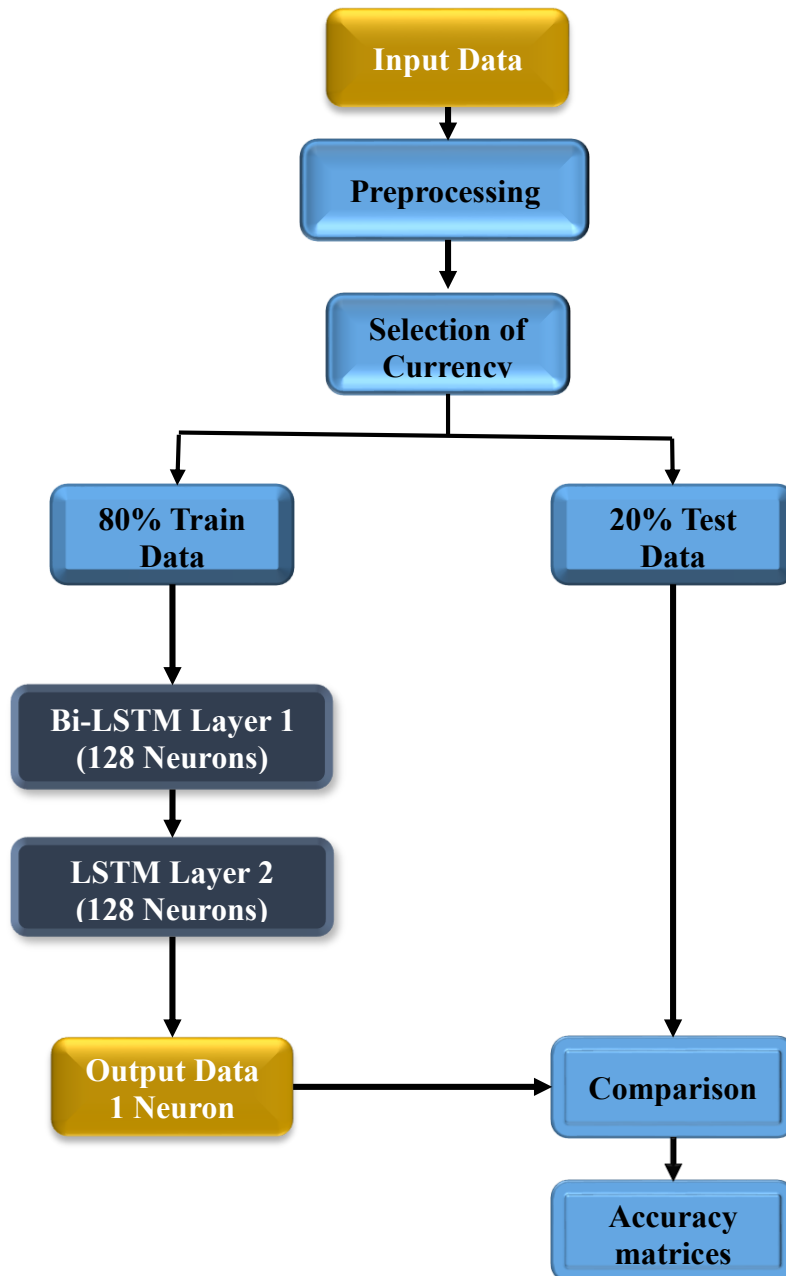 Input Data
Preprocessing
Selection of
Currency
80% Train
Data
20% Test
Data
Bi-LSTM Layer 1
(128 Neurons)
LSTM Layer 2
(128 Neurons)
Output Data
1 Neuron
Comparison
Accuracy
matrices